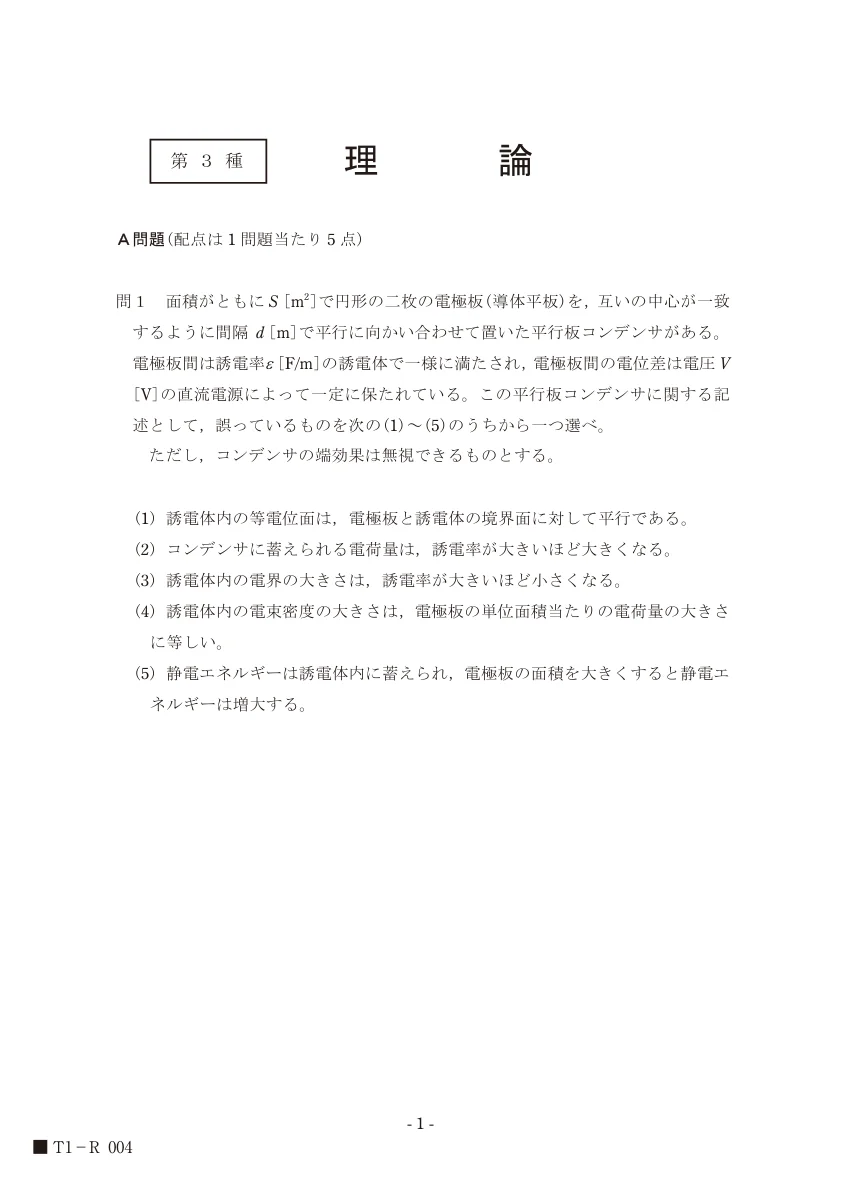 第 3 種
理 論
A問題(配点は1問題当たり5点)
問1 面積がともに S [m²]で円形の二枚の電極板(導体平板)を，互いの中心が一致
するように間隔 d [m]で平行に向かい合わせて置いた平行板コンデンサがある。
電極板間は誘電率ε [F/m]の誘電体で一様に満たされ，電極板間の電位差は電圧 V
[V]の直流電源によって一定に保たれている。この平行板コンデンサに関する記
述として，誤っているものを次の(1)～(5)のうちから一つ選べ。
ただし，コンデンサの端効果は無視できるものとする。
(1) 誘電体内の等電位面は，電極板と誘電体の境界面に対して平行である。
(2) コンデンサに蓄えられる電荷量は，誘電率が大きいほど大きくなる。
(3) 誘電体内の電界の大きさは，誘電率が大きいほど小さくなる。
(4) 誘電体内の電束密度の大きさは，電極板の単位面積当たりの電荷量の大きさ
に等しい。
(5) 静電エネルギーは誘電体内に蓄えられ，電極板の面積を大きくすると静電エ
ネルギーは増大する。
- 1 -
■ T1－R 004